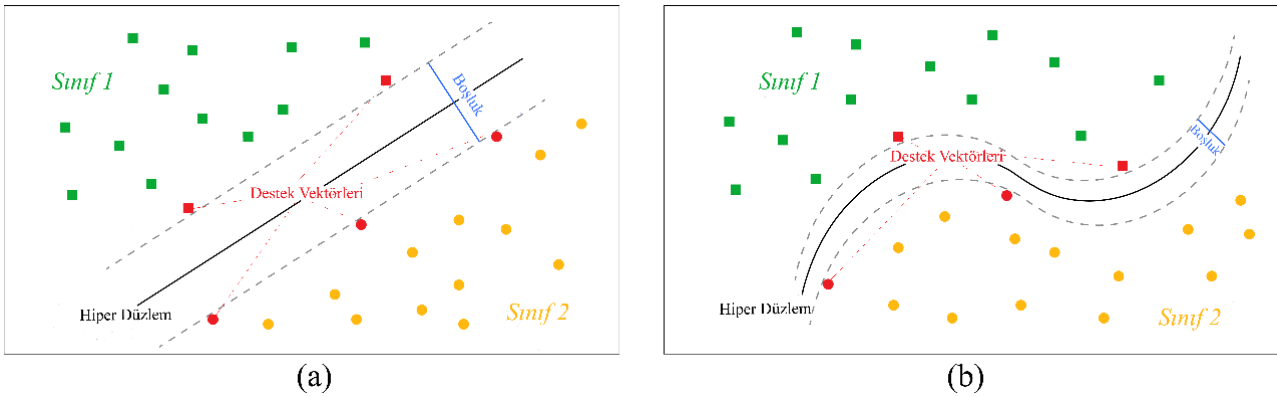 Sınıf 1
Boşluk
Destek Vektörleri
Hiper Düzlem
Sınıf 2
(a)
Sınıf 1
Boşluk
Destek Vektörleri
Hiper Düzlem
Sınıf 2
(b)